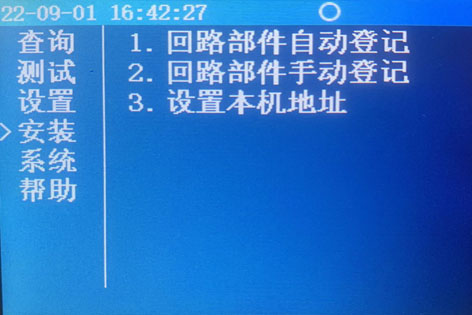 22-09-01 16:42:27
查询
测试
设置
安装
系统
帮助
1. 回路部件自动登记
2. 回路部件手动登记
3. 设置本机地址